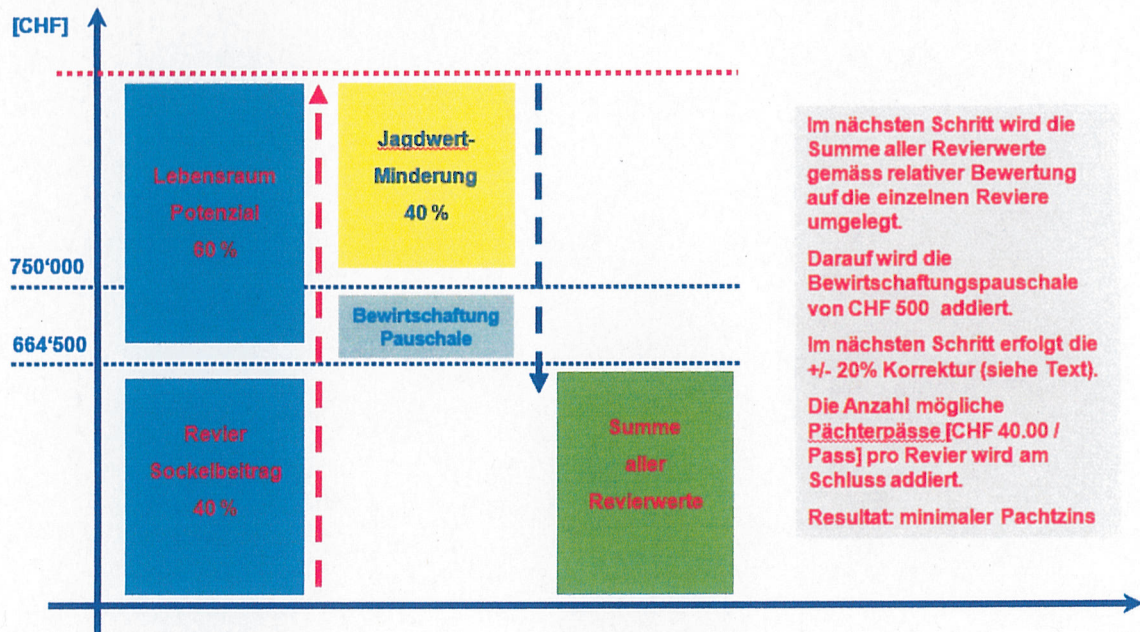 [CHF]
Lebensraum
Potenzial
60 %
Jagdwert-
Minderung
40 %
750'000
Bewirtschaftung
Pauschale
664'500
Revier
Sockelbeitrag
40 %
Summe
aller
Revierwerte
Im nächsten Schritt wird die
Summe aller Revierwerte
gemäss relativer Bewertung
auf die einzelnen Reviere
umgelegt.
Darauf wird die
Bewirtschaftungspauschale
von CHF 500 addiert.
Im nächsten Schritt erfolgt die
+/- 20% Korrektur (siehe Text).
Die Anzahl mögliche
Pächterpässe [CHF 40.00 /
Pass] pro Revier wird am
Schluss addiert.
Resultat: minimaler Pachtzins